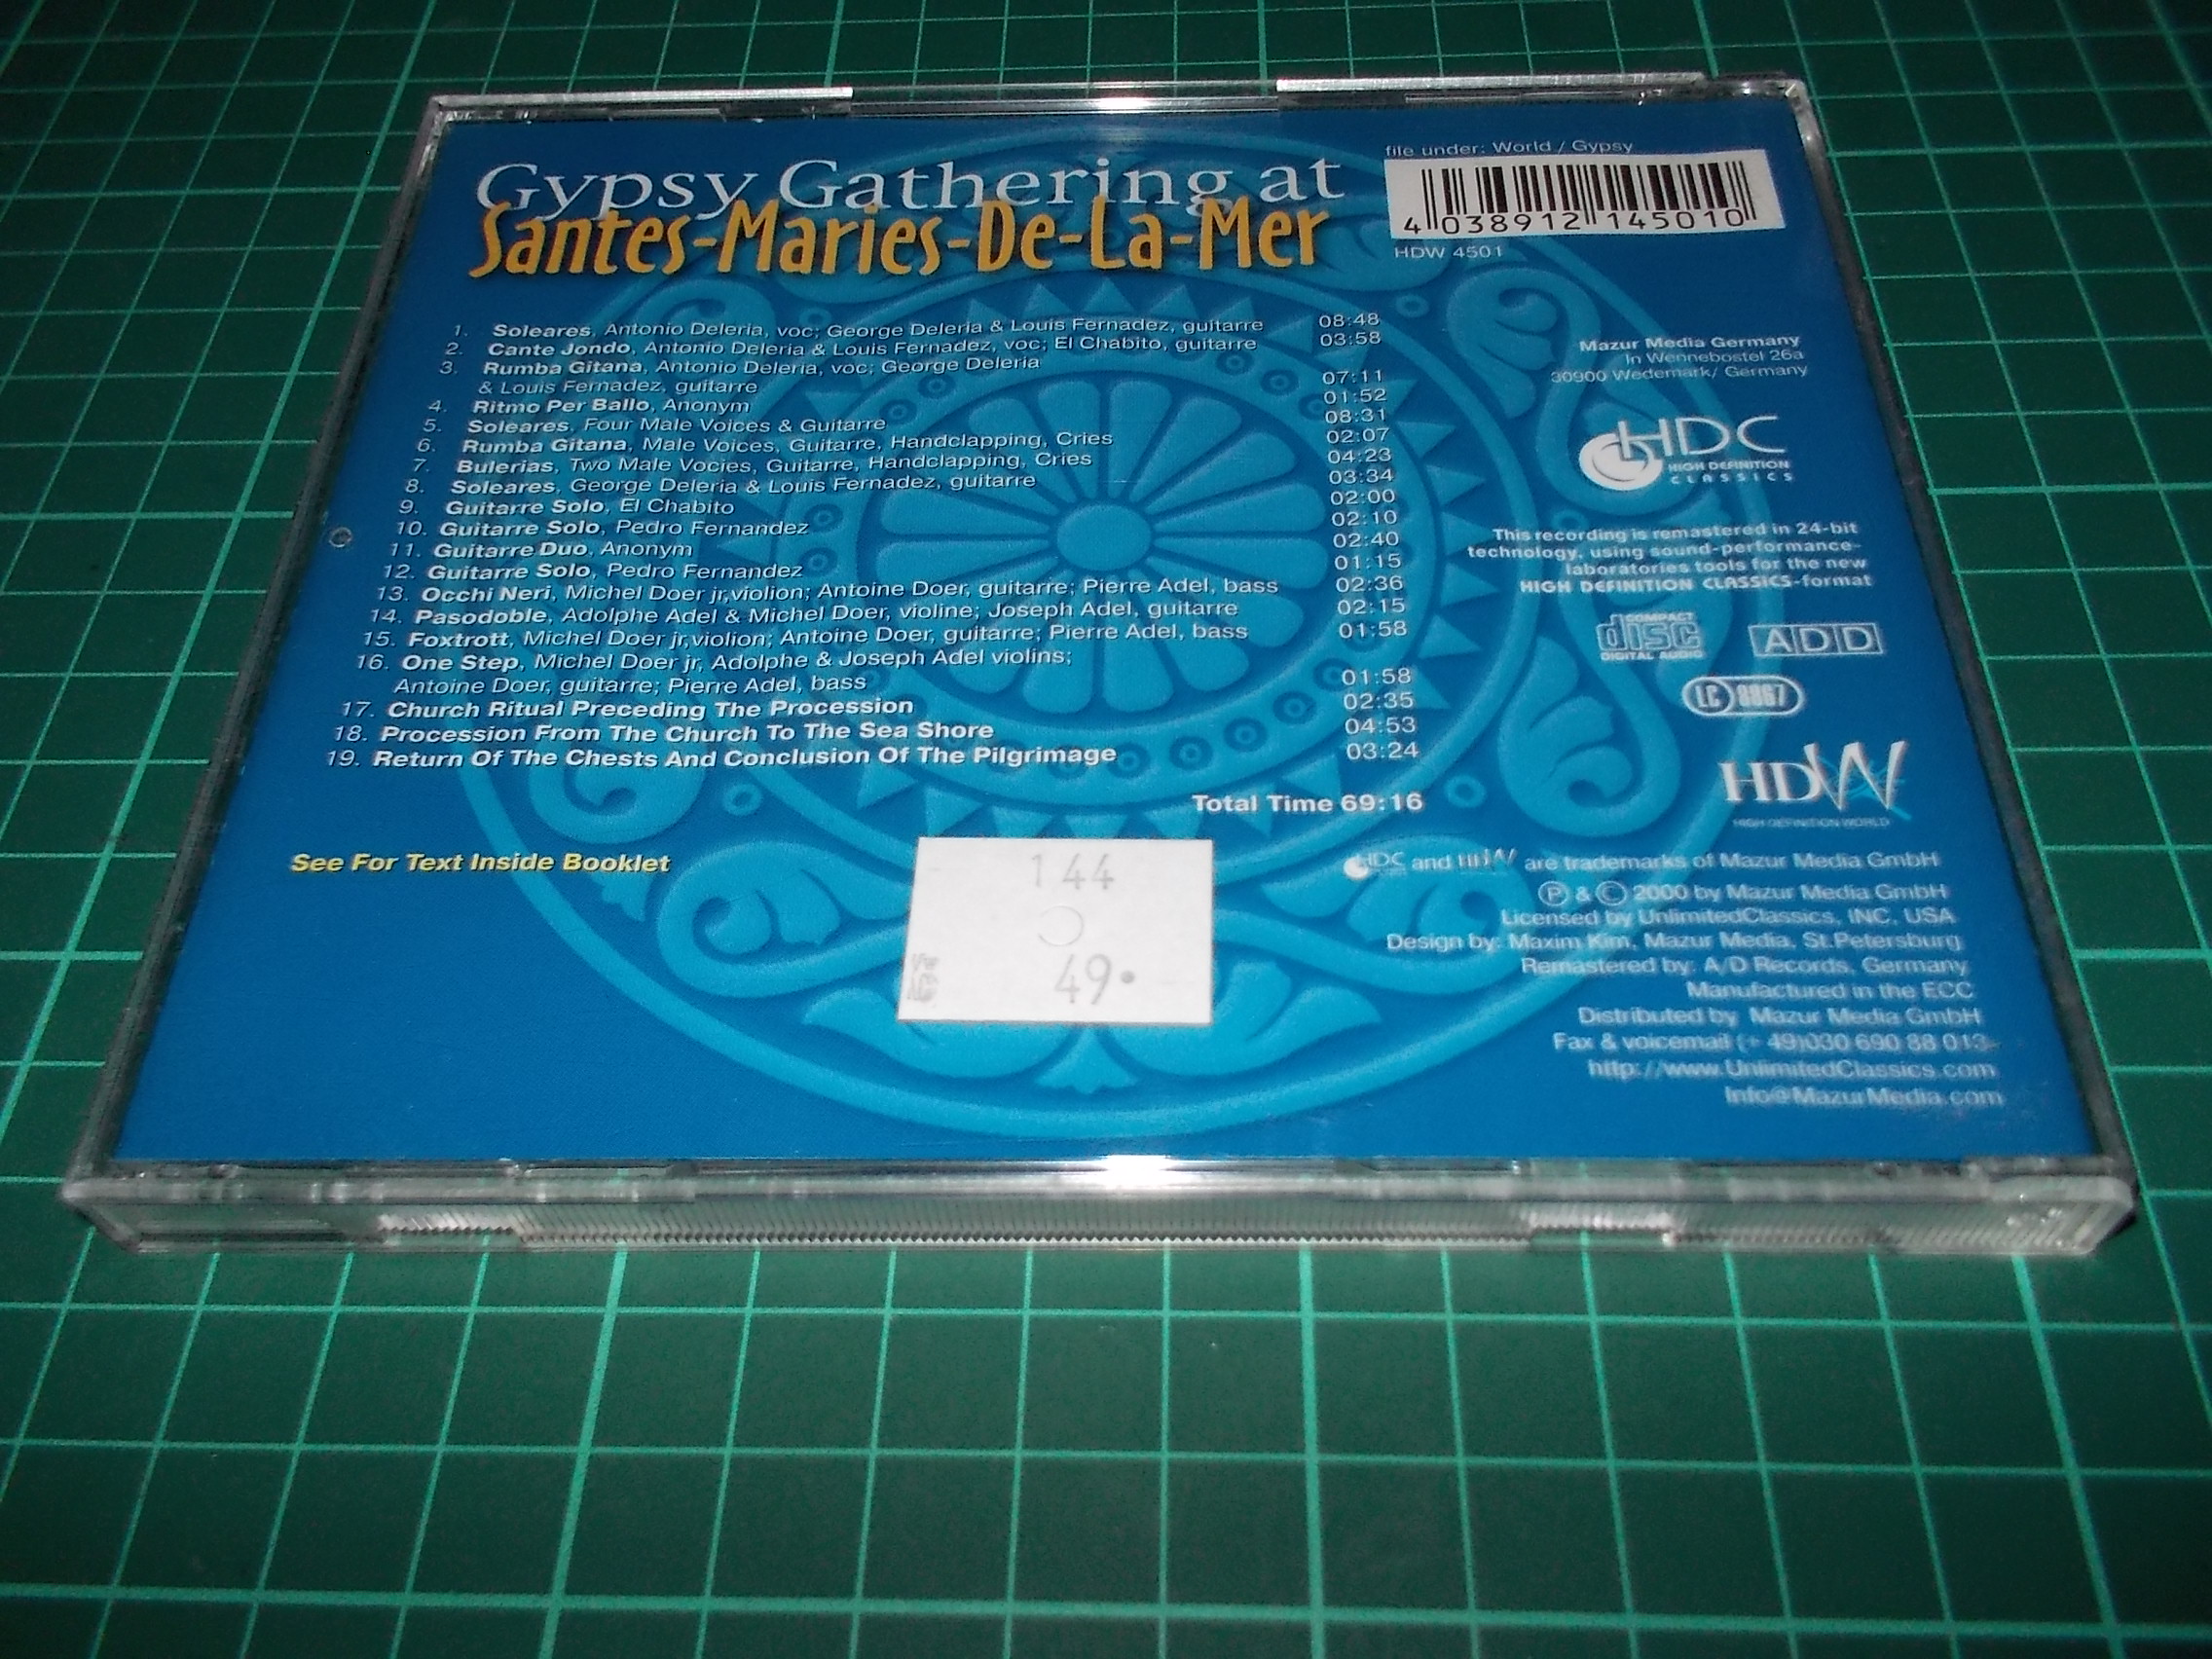 Gypsy Gathering at
Santes-Maries-De-La-Mer
file under: World / Gypsy
4 038912 145010
HDW 4501
1. Soleares, Antonio Deleria, voc; George Deleria & Louis Fernadez, guitarre 08:48
2. Cante Jondo, Antonio Deleria & Louis Fernadez, voc; El Chabito, guitarre 03:58
3. Rumba Gitana, Antonio Deleria, voc; George Deleria
& Louis Fernadez, guitarre 07:11
4. Ritmo Per Ballo, Anonym 01:52
5. Soleares, Four Male Voices & Guitarre 08:31
6. Rumba Gitana, Male Voices, Guitarre, Handclapping, Cries 02:07
7. Bulerias, Two Male Vocies, Guitarre, Handclapping, Cries 04:23
8. Soleares, George Deleria & Louis Fernadez, guitarre 03:34
9. Guitarre Solo, El Chabito 02:00
10. Guitarre Solo, Pedro Fernandez 02:10
11. Guitarre Duo, Anonym 02:40
12. Guitarre Solo, Pedro Fernandez 01:15
13. Occhi Neri, Michel Doer jr,violion; Antoine Doer, guitarre; Pierre Adel, bass 02:36
14. Pasodoble, Adolphe Adel & Michel Doer, violine; Joseph Adel, guitarre 02:15
15. Foxtrott, Michel Doer jr,violion; Antoine Doer, guitarre; Pierre Adel, bass 01:58
16. One Step, Michel Doer jr, Adolphe & Joseph Adel violins;
Antoine Doer, guitarre; Pierre Adel, bass 01:58
17. Church Ritual Preceding The Procession 02:35
18. Procession From The Church To The Sea Shore 04:53
19. Return Of The Chests And Conclusion Of The Pilgrimage 03:24
Total Time 69:16
See For Text Inside Booklet
144
49.
Mazur Media Germany
In Wennebostel 26a
30900 Wedemark/ Germany
HDC
HIGH DEFINITION
CLASSICS
This recording is remastered in 24-bit
technology, using sound-performance-
laboratories tools for the new
HIGH DEFINITION CLASSICS-format
COMPACT
disc
DIGITAL AUDIO
ADD
LC 8867
HDW
HIGH DEFINITION WORLD
HDC and HDW are trademarks of Mazur Media GmbH
Ⓟ & © 2000 by Mazur Media GmbH
Licensed by UnlimitedClassics, INC, USA
Design by: Maxim Kim, Mazur Media, St.Petersburg
Remastered by: A/D Records, Germany
Manufactured in the ECC
Distributed by Mazur Media GmbH
Fax & voicemail (+ 49)030 690 88 013-
http://www.UnlimitedClassics.com
Info@MazurMedia.com